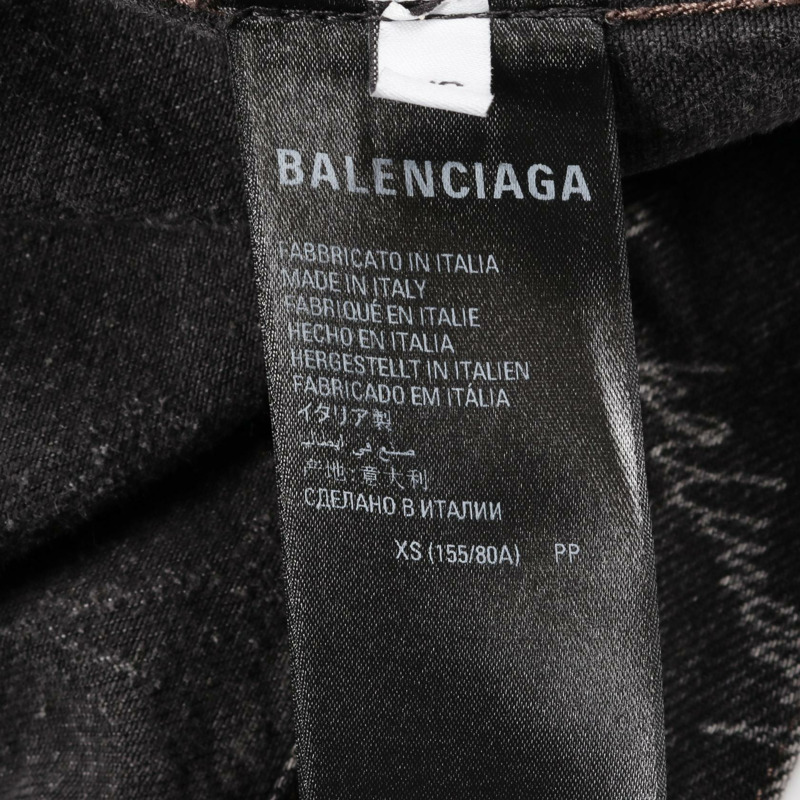 BALENCIAGA
FABBRICATO IN ITALIA
MADE IN ITALY
FABRIQUÉ EN ITALIE
HECHO EN ITALIA
HERGESTELLT IN ITALIEN
FABRICADO EM ITÁLIA
イタリア製
صنع في إيطاليا
产地:意大利
СДЕЛАНО В ИТАЛИИ
XS (155/80A) PP